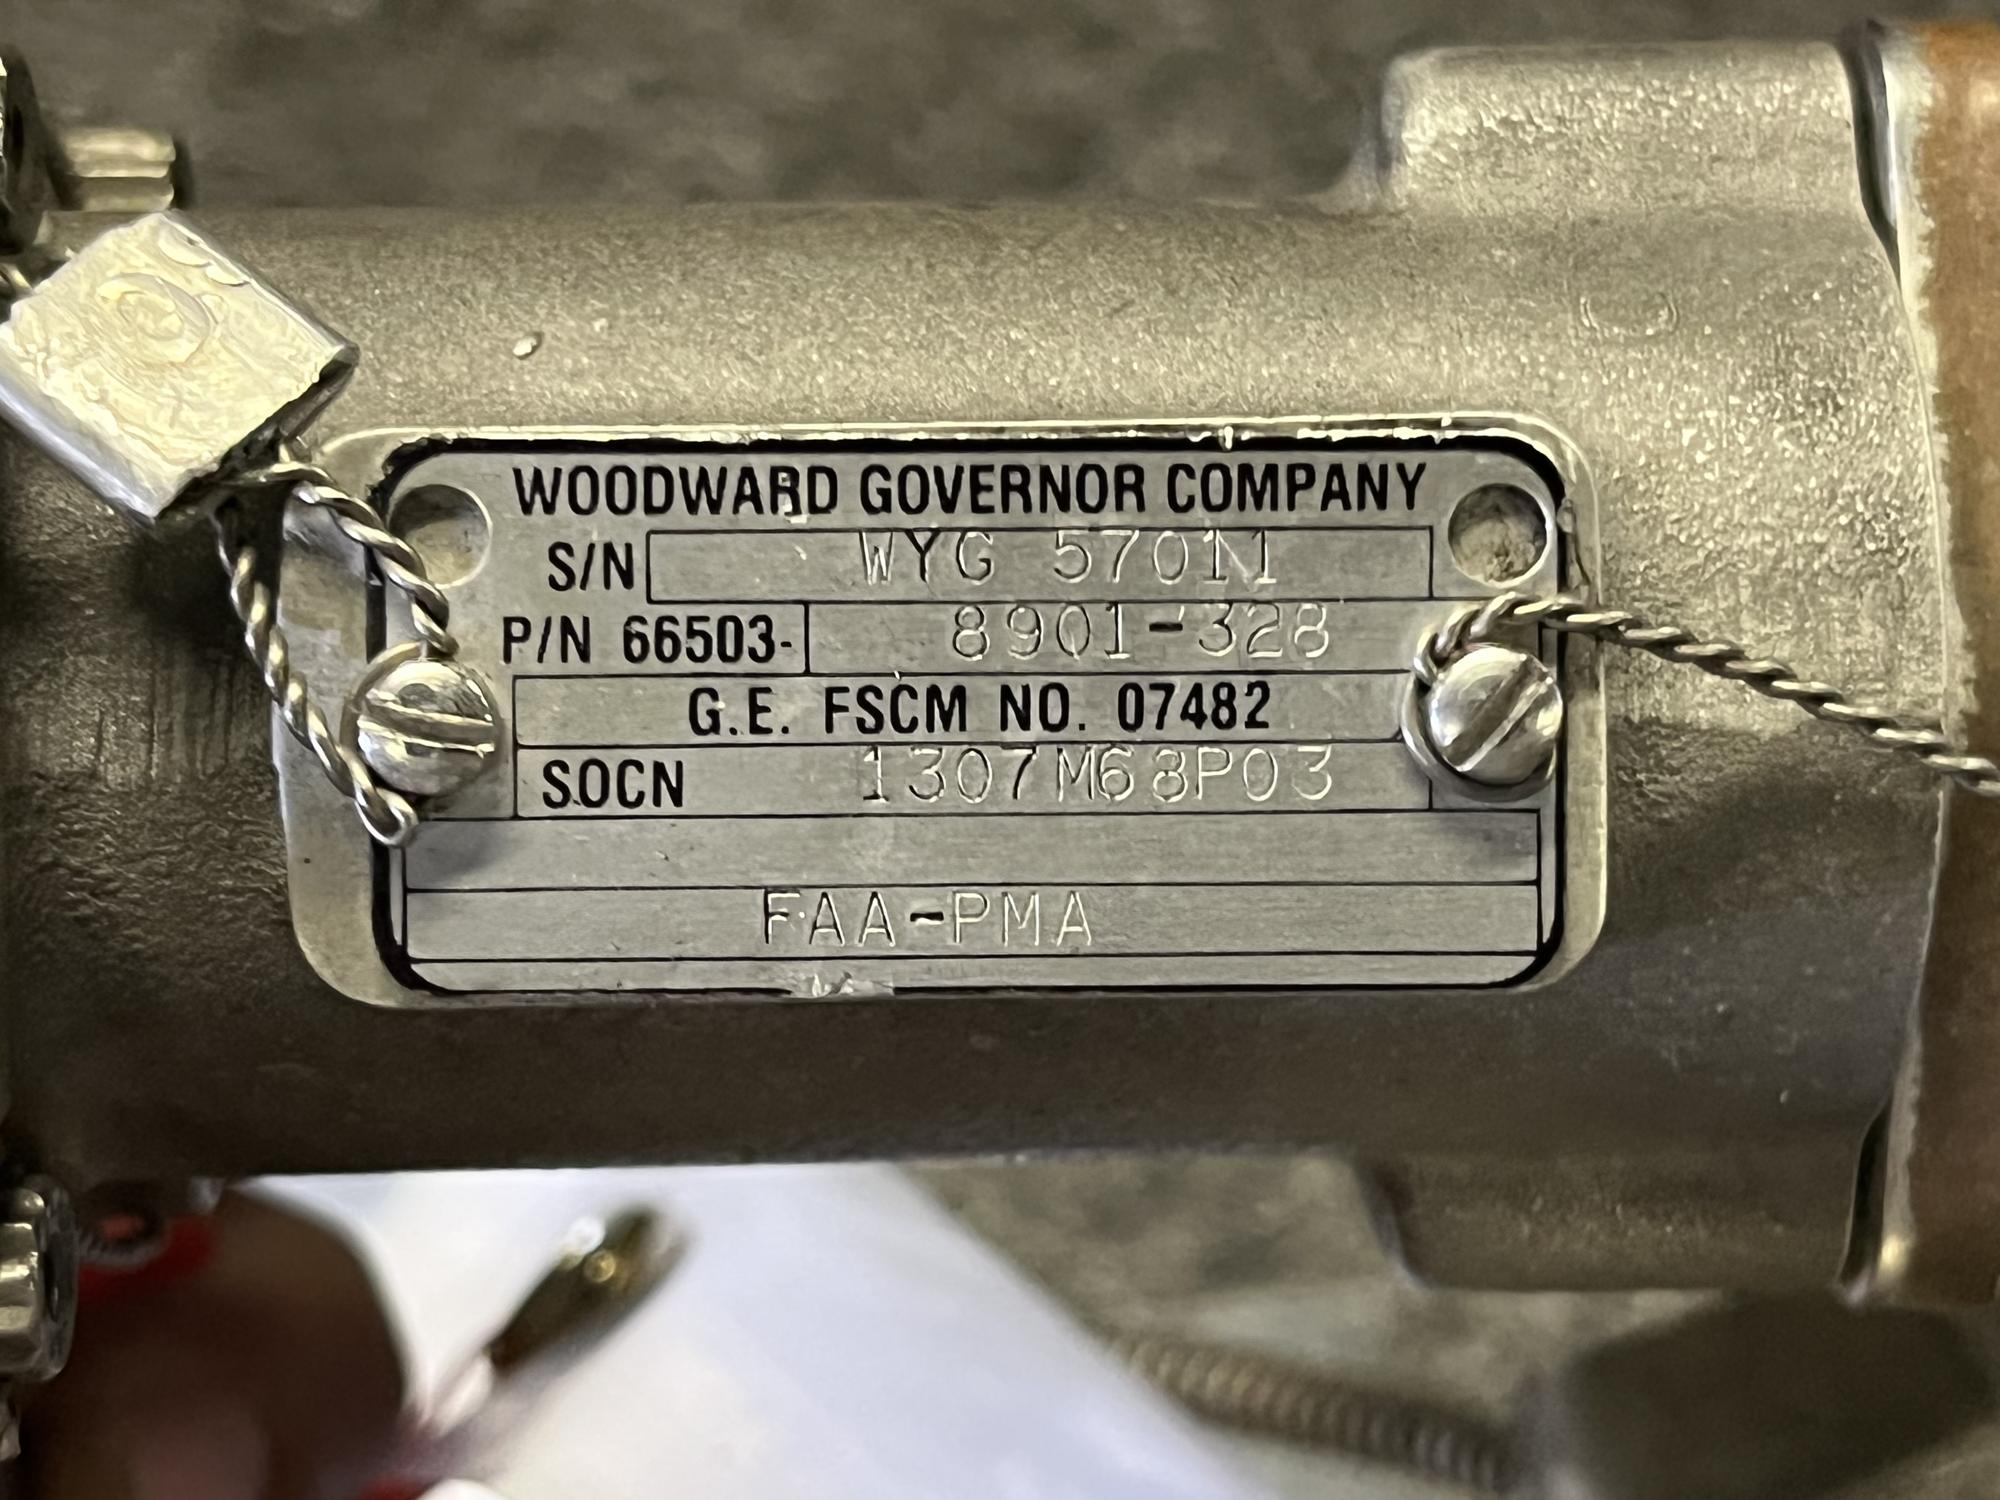 WOODWARD GOVERNOR COMPANY
S/N WYG 57011
P/N 66503- 8901-328
G.E. FSCM NO. 07482
SOCN 1307M68P03
FAA-PMA